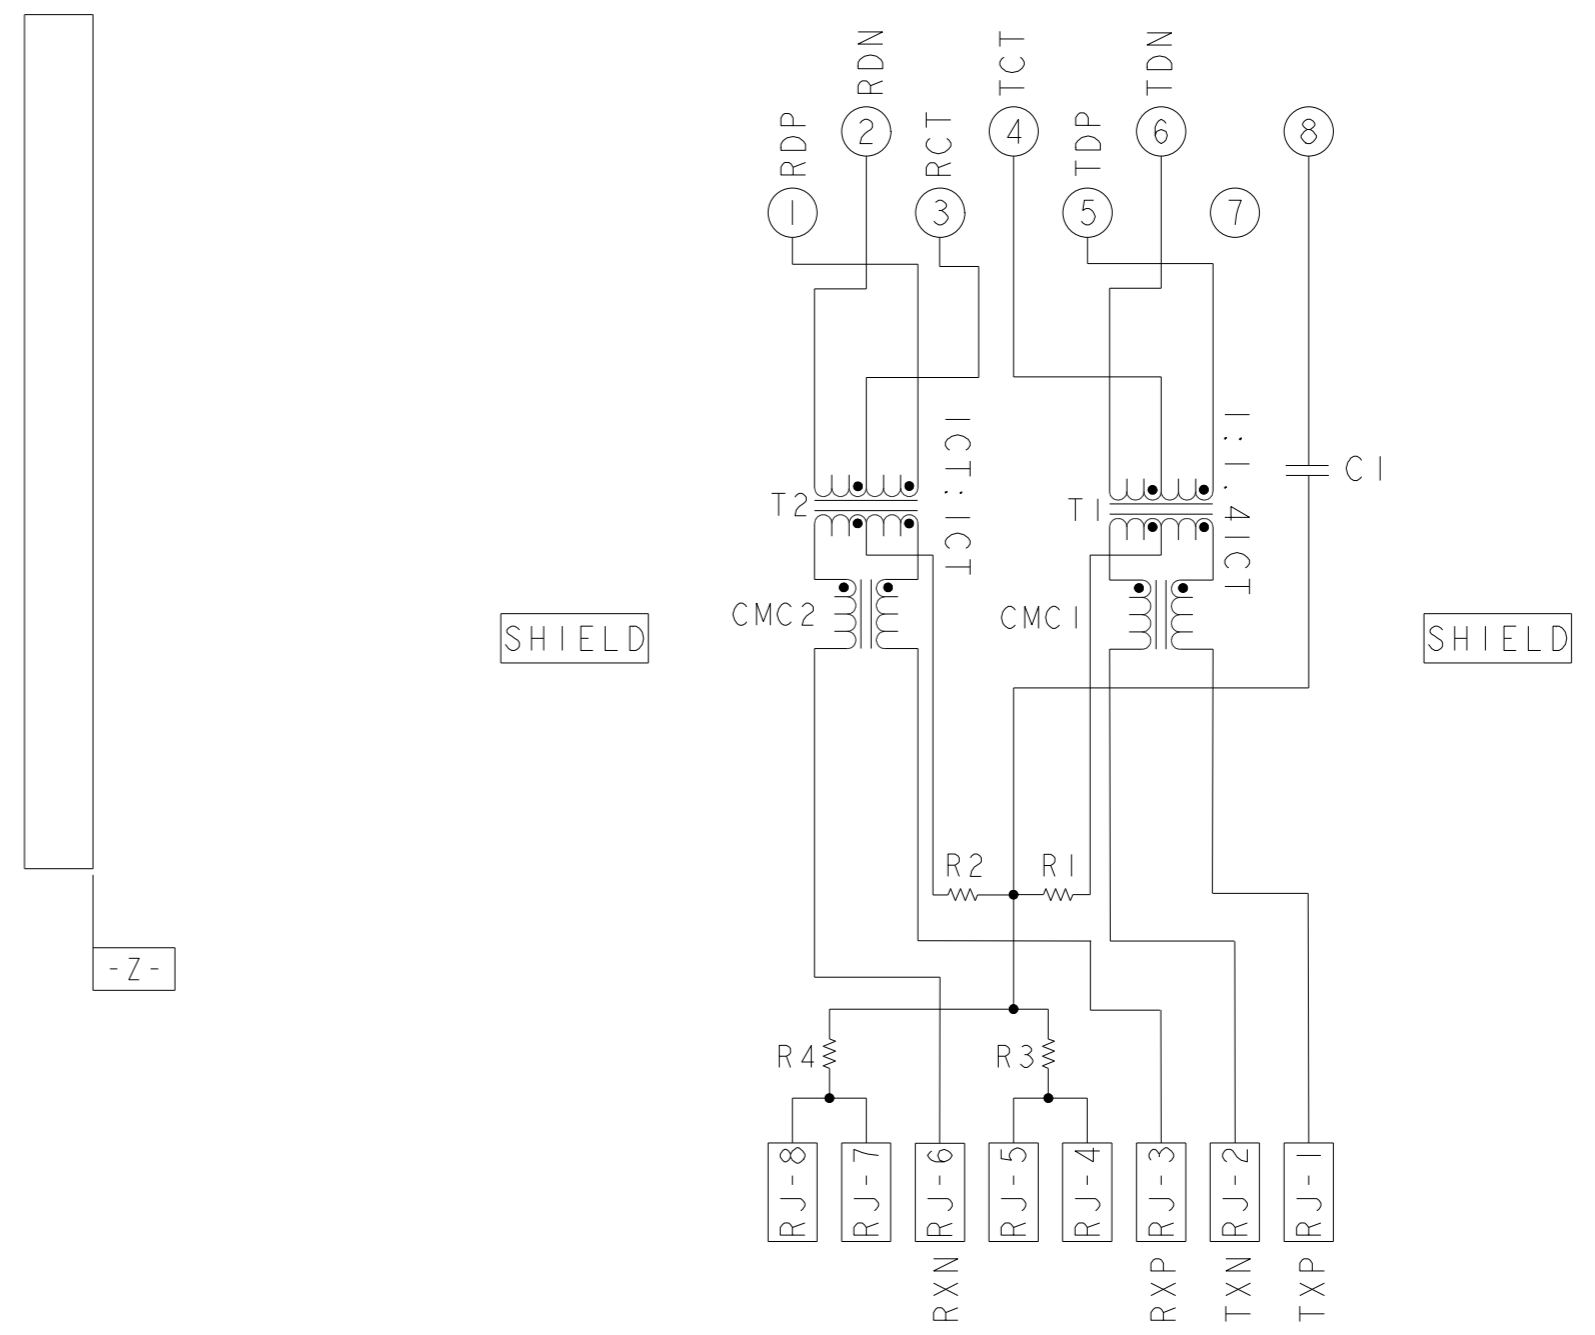 RDN
TCT
TDN
RDP
2
RCT
4
TDP
6
8
1
3
5
7
1CT:1CT
1:1.41CT
C1
T2
T1
CMC2
CMC1
SHIELD
SHIELD
R2
R1
-Z-
R4
R3
RJ-8
RJ-7
RJ-6
RJ-5
RJ-4
RJ-3
RJ-2
RJ-1
RXN
RXP
TXN
TXP